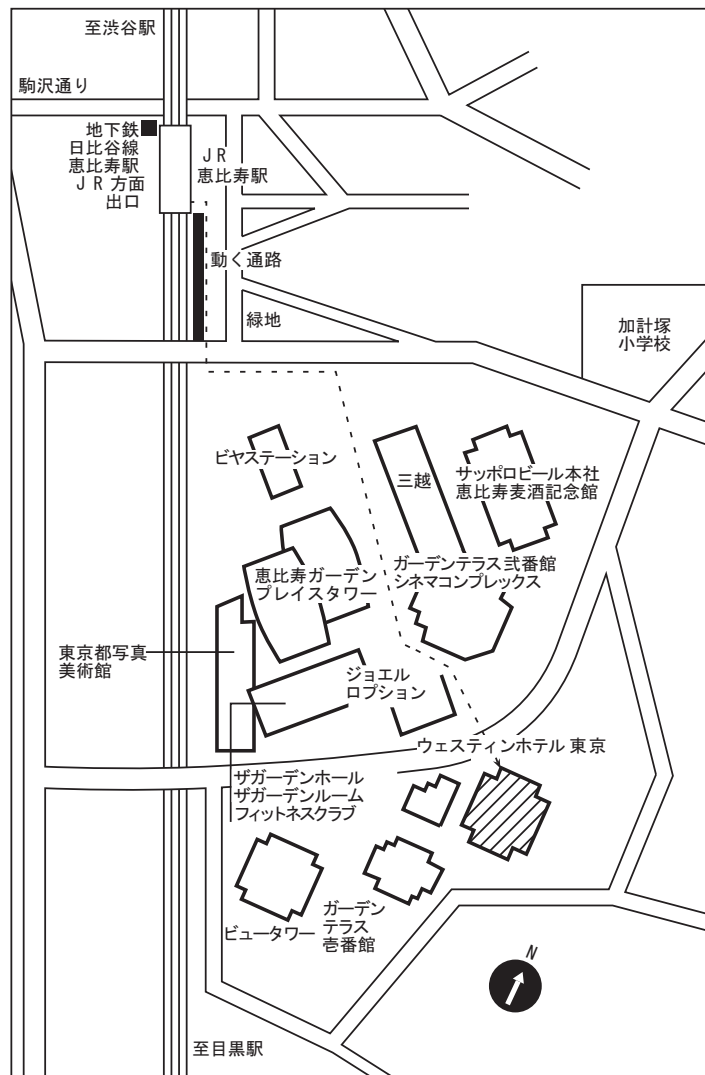 至渋谷駅
駒沢通り
地下鉄
日比谷線
恵比寿駅
ＪＲ 方面
出口
ＪＲ
恵比寿駅
動く通路
緑地
加計塚
小学校
ビヤステーション
三越
サッポロビール本社
恵比寿麦酒記念館
ガーデンテラス弐番館
シネマコンプレックス
恵比寿ガーデン
プレイスタワー
東京都写真
美術館
ジョエル
ロプション
ウェスティンホテル 東京
ザガーデンホール
ザガーデンルーム
フィットネスクラブ
ビュータワー
ガーデン
テラス
壱番館
N
至目黒駅